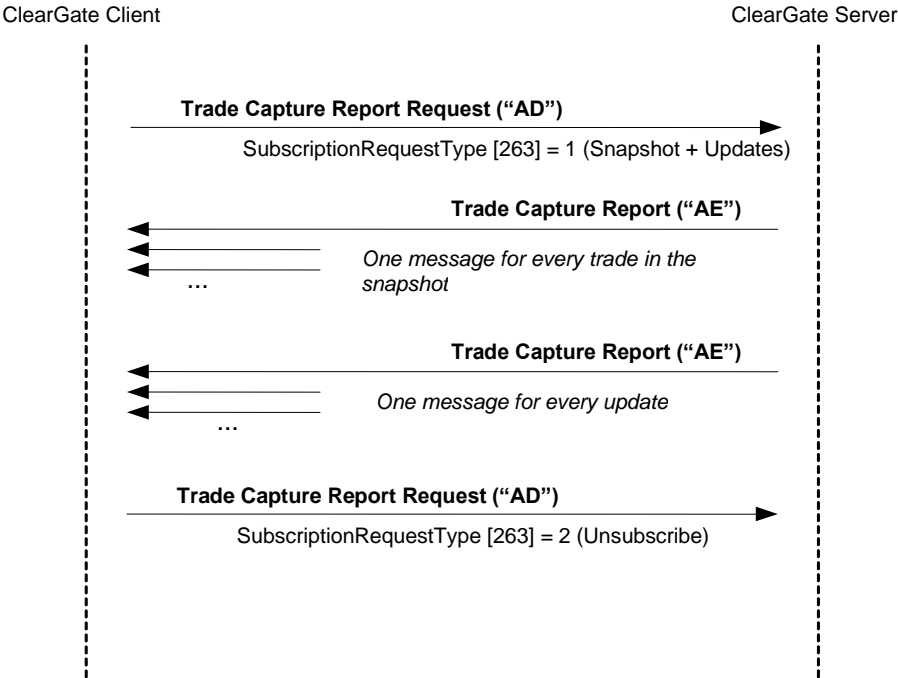 ClearGate Client
ClearGate Server
Trade Capture Report Request (“AD”)
SubscriptionRequestType [263] = 1 (Snapshot + Updates)
Trade Capture Report (“AE”)
One message for every trade in the
snapshot
...
Trade Capture Report (“AE”)
One message for every update
...
Trade Capture Report Request (“AD”)
SubscriptionRequestType [263] = 2 (Unsubscribe)